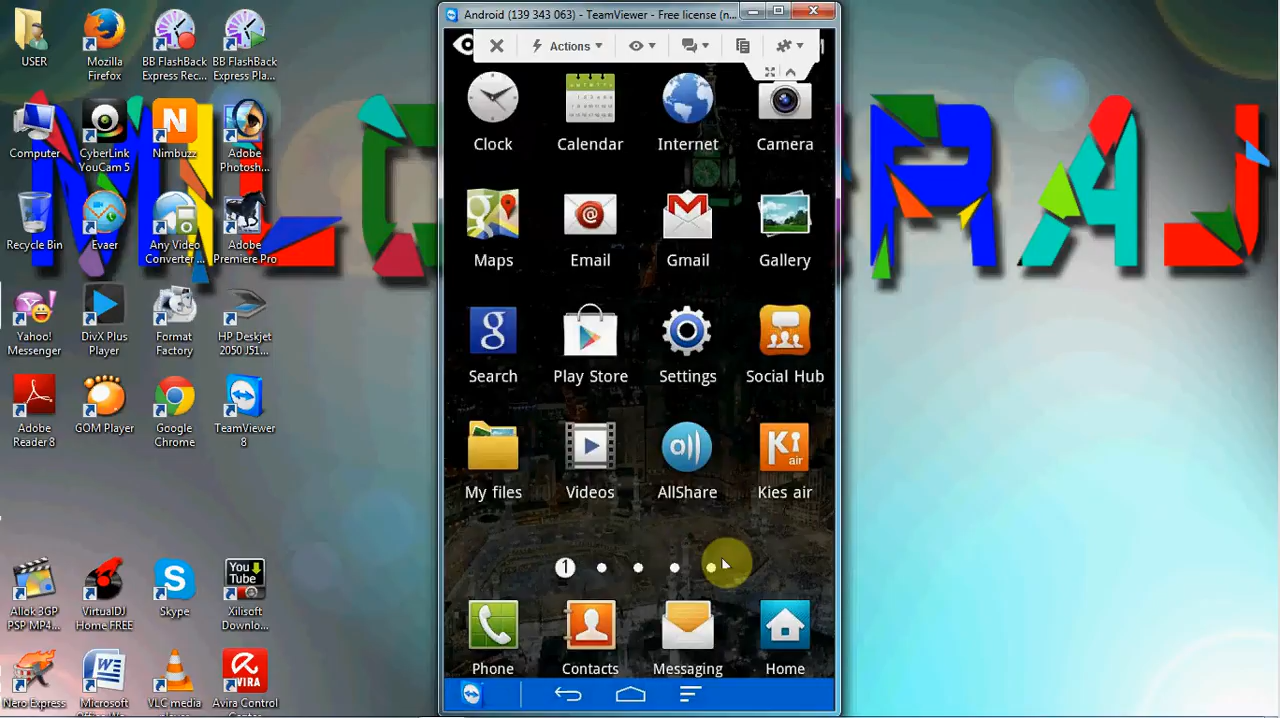 Android (139 343 063) - TeamViewer - Free license (n...
Actions
Clock
Calendar
Internet
Camera
Maps
Email
Gmail
Gallery
Search
Play Store
Settings
Social Hub
My files
Videos
AllShare
Kies air
1
Phone
Contacts
Messaging
Home
USER
Mozilla
Firefox
BB FlashBack
Express Rec...
BB FlashBack
Express Pla...
Computer
CyberLink
YouCam 5
Nimbuzz
Adobe
Photosh...
Recycle Bin
Evaer
Any Video
Converter ...
Adobe
Premiere Pro
Yahoo!
Messenger
DivX Plus
Player
Format
Factory
HP Deskjet
2050 J51...
Adobe
Reader 8
GOM Player
Google
Chrome
TeamViewer
8
Allok 3GP
PSP MP4...
VirtualDJ
Home FREE
Skype
You
Tube
Xilisoft
Downlo...
Nero Express
Microsoft
VLC media
AVIRA
Avira Control
RAJ